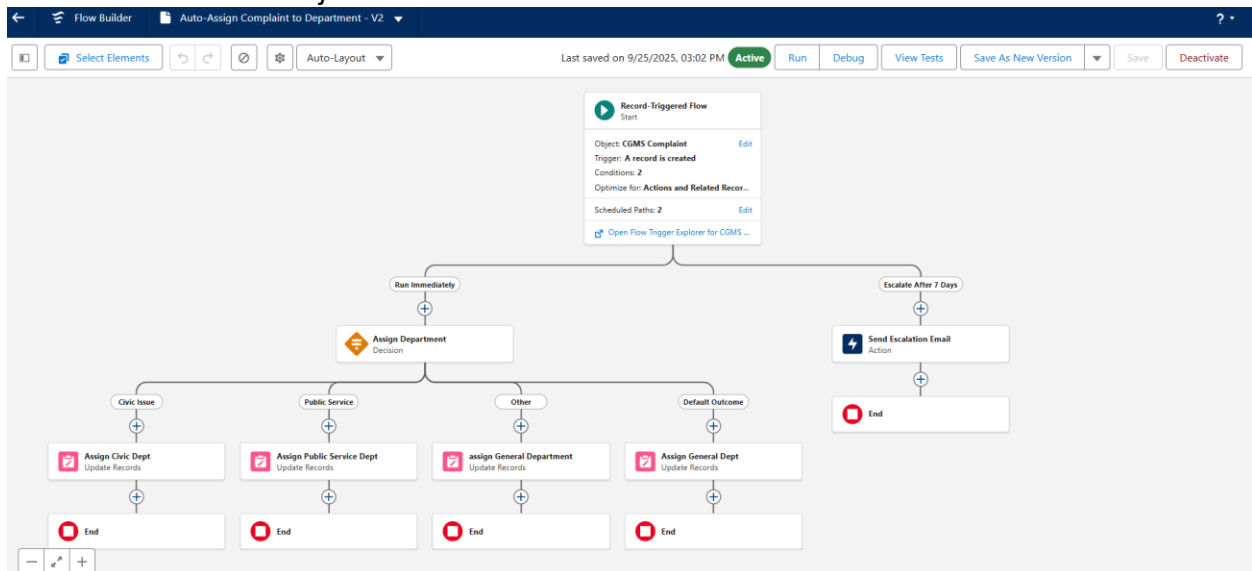 Flow Builder Auto-Assign Complaint to Department - V2 ?
Select Elements Auto-Layout Last saved on 9/25/2025, 03:02 PM Active Run Debug View Tests Save As New Version Save Deactivate
Record-Triggered Flow
Start
Object: CGMS Complaint Edit
Trigger: A record is created
Conditions: 2
Optimize for: Actions and Related Recor...
Scheduled Paths: 2 Edit
Open Flow Trigger Explorer for CGMS ...
Run Immediately Escalate After 7 Days
Assign Department
Decision
Send Escalation Email
Action
Civic Issue Public Service Other Default Outcome
End
Assign Civic Dept
Update Records
Assign Public Service Dept
Update Records
assign General Department
Update Records
Assign General Dept
Update Records
End End End End